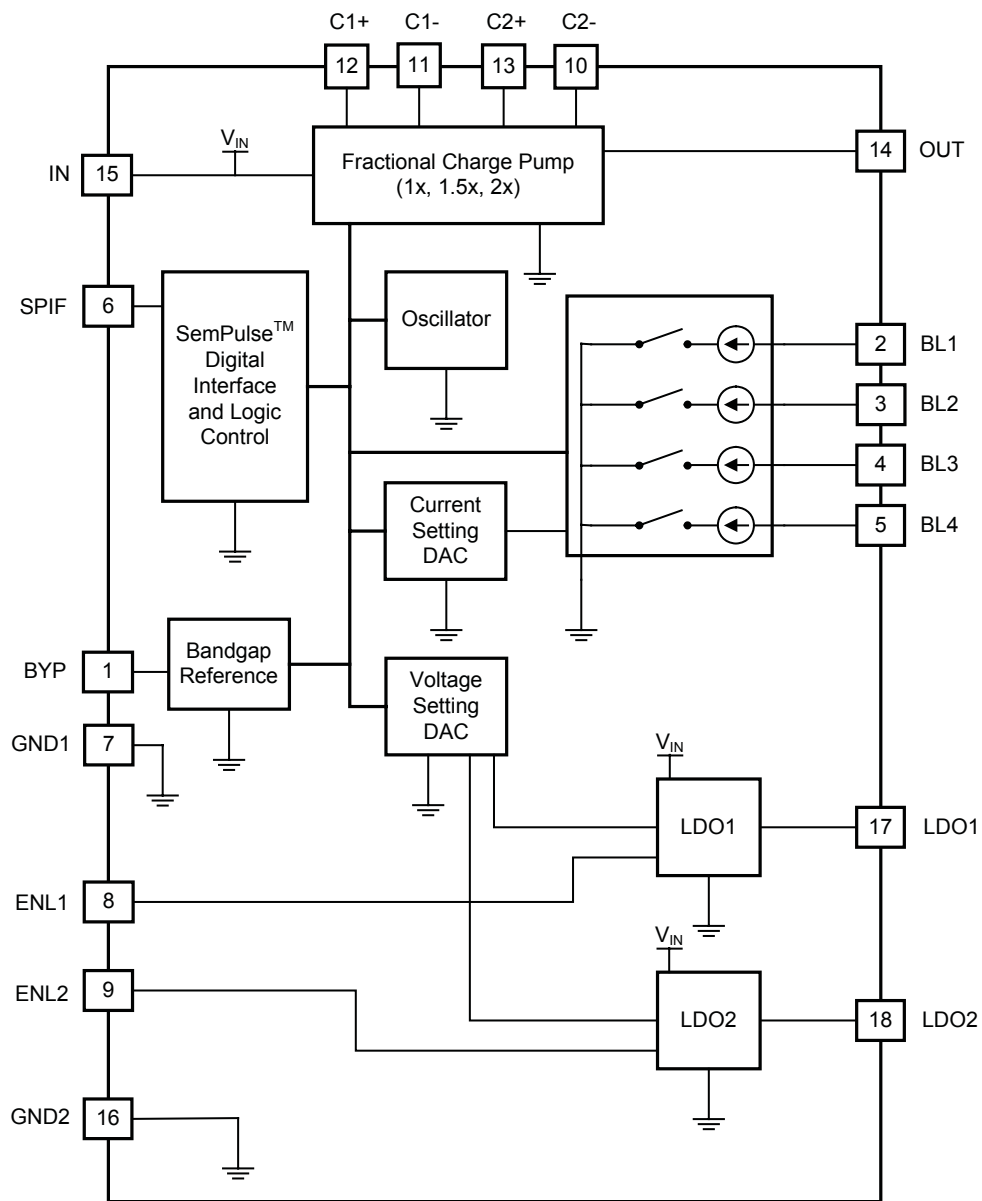 C1+ C1- C2+ C2-
12 11 13 10
V_IN
IN 15
Fractional Charge Pump
(1x, 1.5x, 2x)
14 OUT
SPIF 6
SemPulse™
Digital
Interface
and Logic
Control
Oscillator
2 BL1
3 BL2
4 BL3
5 BL4
Current
Setting
DAC
BYP 1
Bandgap
Reference
Voltage
Setting
DAC
GND1 7
V_IN
LDO1
17 LDO1
ENL1 8
V_IN
ENL2 9
LDO2
18 LDO2
GND2 16